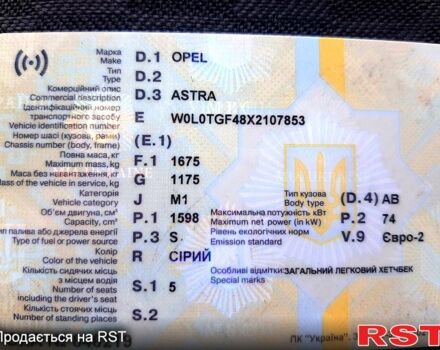 Марка D.1 OPEL
Make
Тип D.2
Type
Комерційний опис D.3 ASTRA
Commercial description
Ідентифікаційний номер
транспортного засобу E W0L0TGF48X2107853
Vehicle identification number
Номер шасі (кузова, рами) (E.1)
Chassis number (body, frame)
Повна маса, кг F.1 1675
Maximum mass, kg
Маса без навантаження, кг G 1175
Mass of the vehicle in service, kg
Категорія J M1 Тип кузова (D.4) AB
Vehicle category Body type
Об'єм двигуна, см³ P.1 1598 Максимальна потужність кВт P.2 74
Capacity, cm³ Maximum net power (in kW)
Тип палива або джерела енергії P.3 S Рівень екологічних норм V.9 Євро-2
Type of fuel or power source Emission standard
Колір R СІРИЙ
Color of the vehicle
Кількість сидячих місць Особливі відмітки: ЗАГАЛЬНИЙ ЛЕГКОВИЙ ХЕТЧБЕК
з місцем водія S.1 5 Special marks
Number of seats
including the driver's seat
Кількість стоячих місць S.2
Number of standing places
ПК "Україна".
Продається на RST
RST